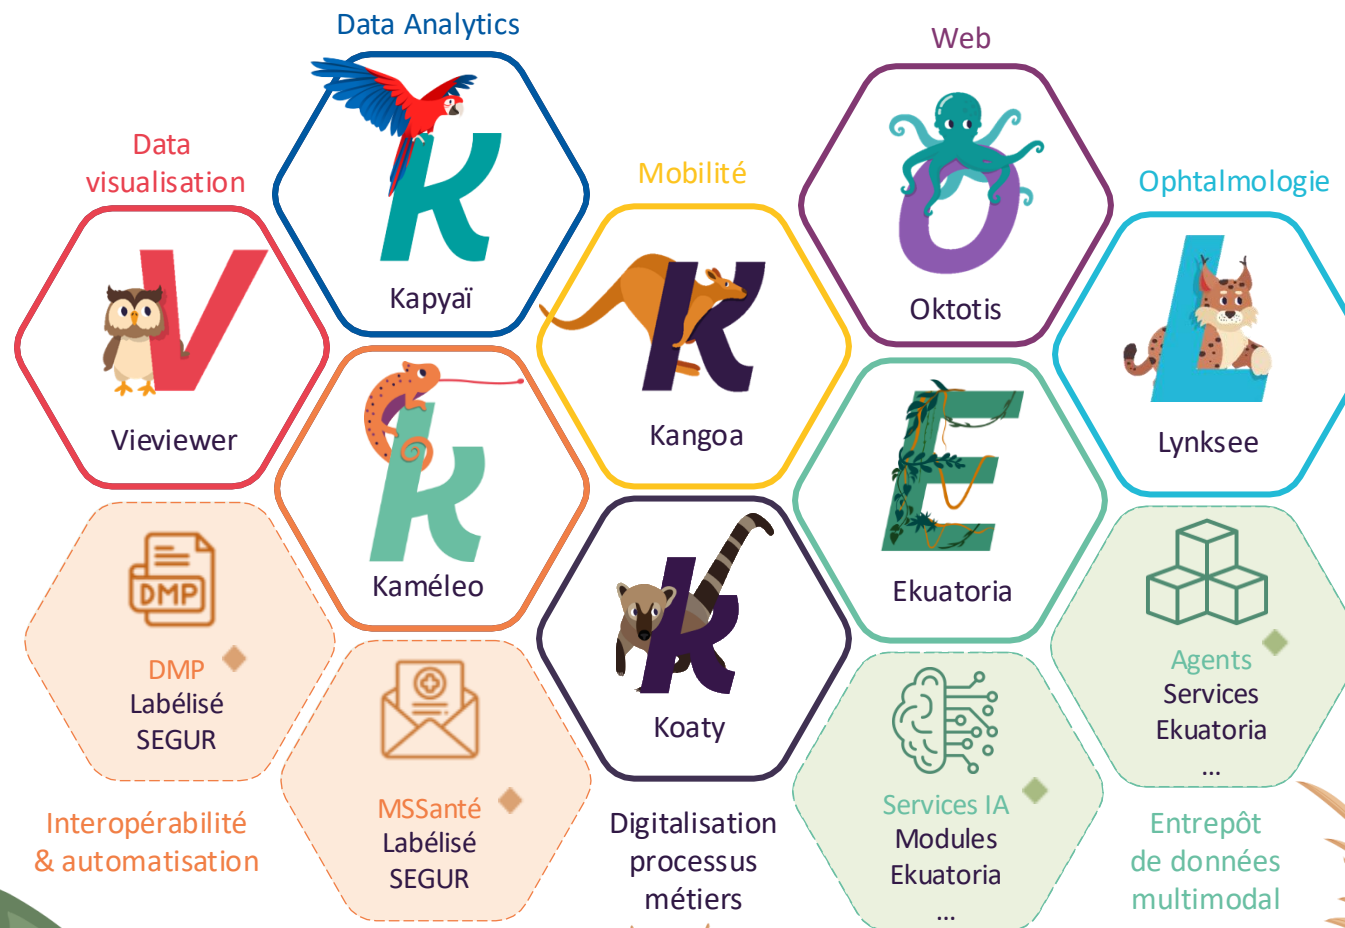 Data Analytics
Web
Data
visualisation
Mobilité
Ophtalmologie
K
Kapyaï
O
Oktotis
V
Vieviewer
K
Kangoa
L
Lynksee
k
Kaméleo
E
Ekuatoria
DMP
DMP
Labélisé
SEGUR
k
Koaty
Agents
Services
Ekuatoria
...
MSSanté
Labélisé
SEGUR
Services IA
Modules
Ekuatoria
...
Interopérabilité
& automatisation
Digitalisation
processus
métiers
Entrepôt
de données
multimodal